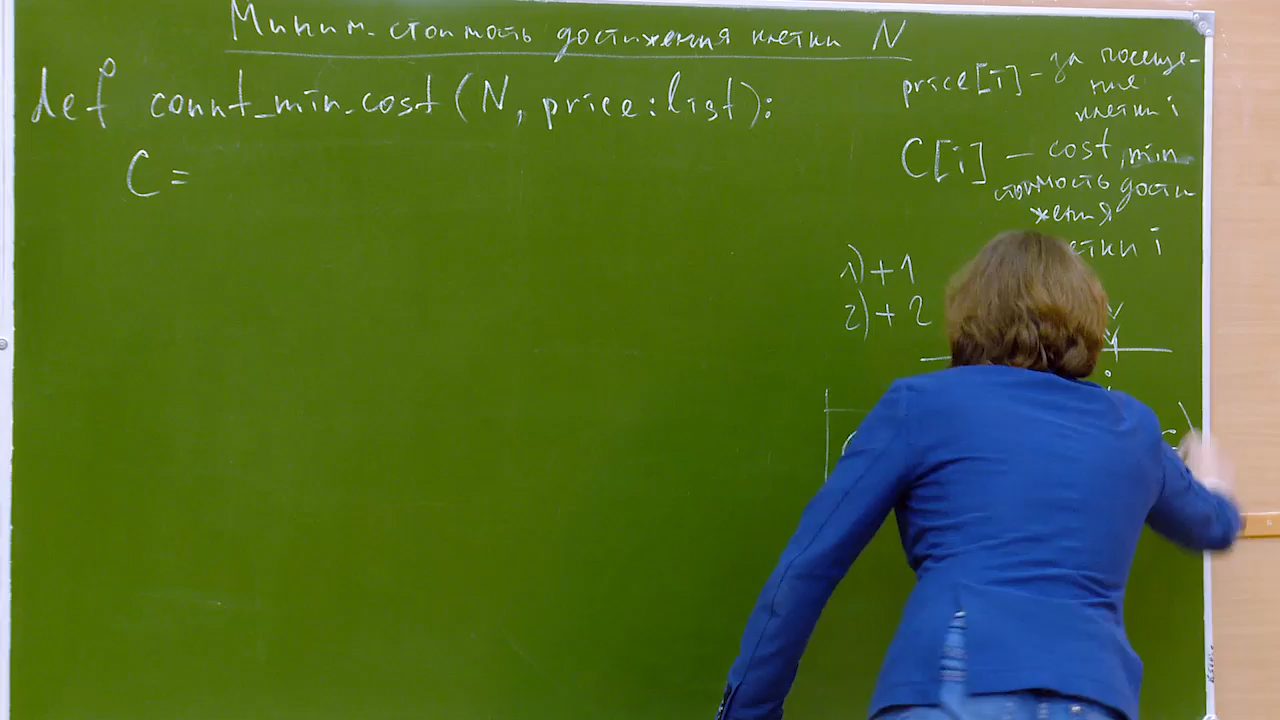 Миним. стоимость достижения клетки N
def count_min_cost(N, price:list):
C =
price[i] – за посеще-
ние
клетки i
C[i] – cost, min
стоимость дости
жения
етки i
1) + 1
2) + 2
i